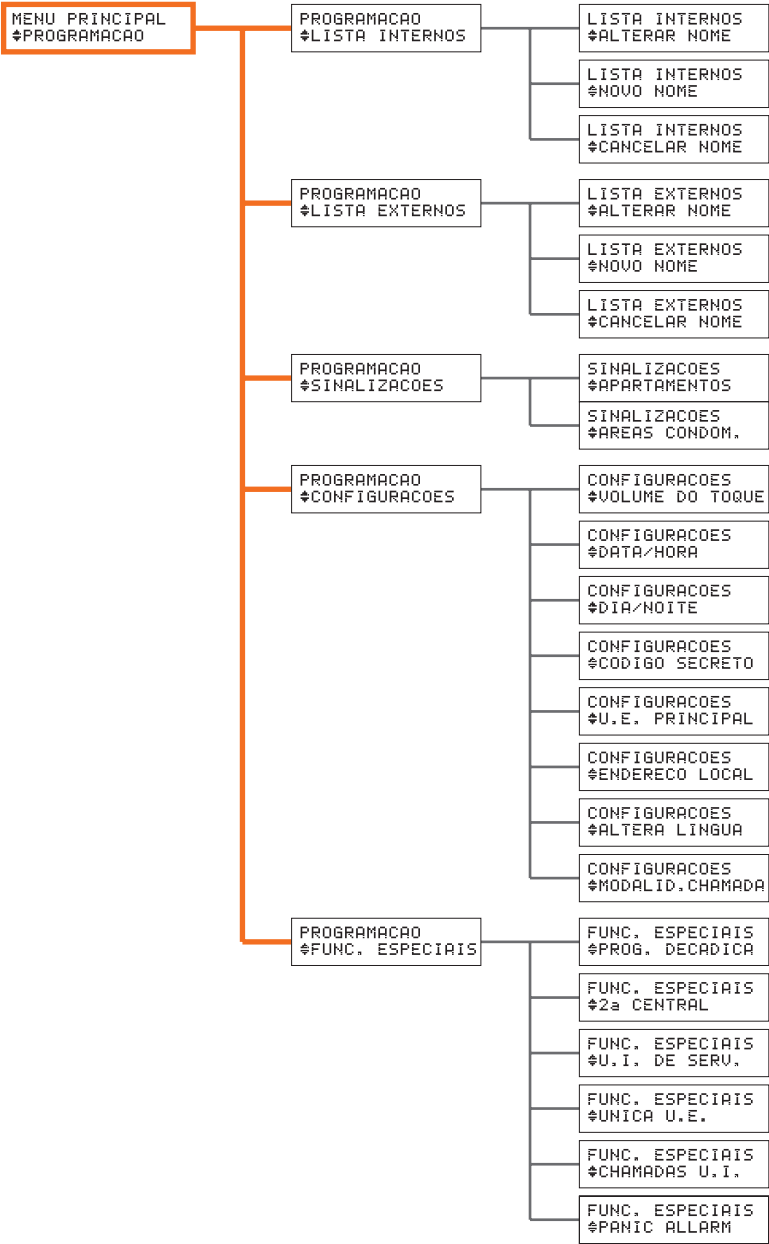 MENU PRINCIPAL
PROGRAMACAO
PROGRAMACAO
LISTA INTERNOS
LISTA INTERNOS
ALTERAR NOME
LISTA INTERNOS
NOVO NOME
LISTA INTERNOS
CANCELAR NOME
PROGRAMACAO
LISTA EXTERNOS
LISTA EXTERNOS
ALTERAR NOME
LISTA EXTERNOS
NOVO NOME
LISTA EXTERNOS
CANCELAR NOME
PROGRAMACAO
SINALIZACOES
SINALIZACOES
APARTAMENTOS
SINALIZACOES
AREAS CONDOM.
PROGRAMACAO
CONFIGURACOES
CONFIGURACOES
VOLUME DO TOQUE
CONFIGURACOES
DATA/HORA
CONFIGURACOES
DIA/NOITE
CONFIGURACOES
CODIGO SECRETO
CONFIGURACOES
U.E. PRINCIPAL
CONFIGURACOES
ENDERECO LOCAL
CONFIGURACOES
ALTERA LINGUA
CONFIGURACOES
MODALID.CHAMADA
PROGRAMACAO
FUNC. ESPECIAIS
FUNC. ESPECIAIS
PROG. DECADICA
FUNC. ESPECIAIS
2a CENTRAL
FUNC. ESPECIAIS
U.I. DE SERV.
FUNC. ESPECIAIS
UNICA U.E.
FUNC. ESPECIAIS
CHAMADAS U.I.
FUNC. ESPECIAIS
PANIC ALLARM